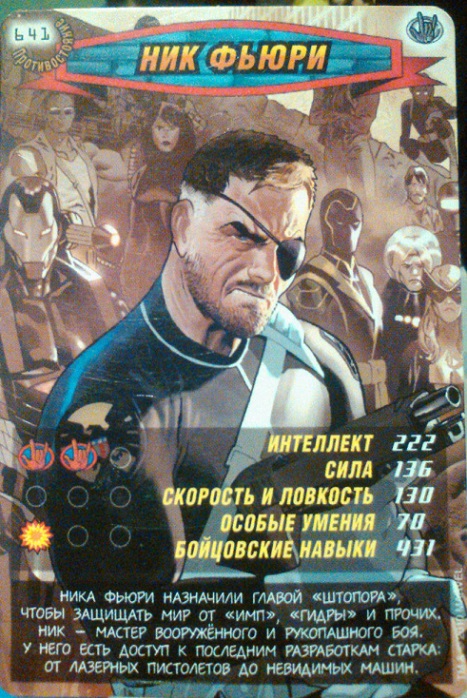 641
Противостояние
НИК ФЬЮРИ
ИНТЕЛЛЕКТ 222
СИЛА 136
СКОРОСТЬ И ЛОВКОСТЬ 130
ОСОБЫЕ УМЕНИЯ 70
БОЙЦОВСКИЕ НАВЫКИ 431
НИКА ФЬЮРИ НАЗНАЧИЛИ ГЛАВОЙ «ШТОПОРА»,
ЧТОБЫ ЗАЩИЩАТЬ МИР ОТ «ИМП», «ГИДРЫ» И ПРОЧИХ.
НИК – МАСТЕР ВООРУЖЁННОГО И РУКОПАШНОГО БОЯ.
У НЕГО ЕСТЬ ДОСТУП К ПОСЛЕДНИМ РАЗРАБОТКАМ СТАРКА:
ОТ ЛАЗЕРНЫХ ПИСТОЛЕТОВ ДО НЕВИДИМЫХ МАШИН.